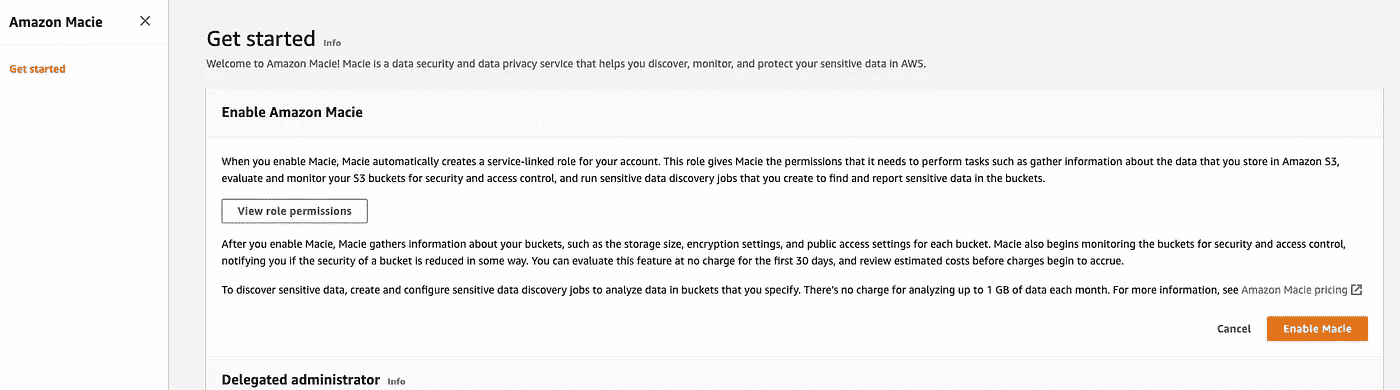 Amazon Macie
Get started
Get started Info
Welcome to Amazon Macie! Macie is a data security and data privacy service that helps you discover, monitor, and protect your sensitive data in AWS.
Enable Amazon Macie
When you enable Macie, Macie automatically creates a service-linked role for your account. This role gives Macie the permissions that it needs to perform tasks such as gather information about the data that you store in Amazon S3,
evaluate and monitor your S3 buckets for security and access control, and run sensitive data discovery jobs that you create to find and report sensitive data in the buckets.
View role permissions
After you enable Macie, Macie gathers information about your buckets, such as the storage size, encryption settings, and public access settings for each bucket. Macie also begins monitoring the buckets for security and access control,
notifying you if the security of a bucket is reduced in some way. You can evaluate this feature at no charge for the first 30 days, and review estimated costs before charges begin to accrue.
To discover sensitive data, create and configure sensitive data discovery jobs to analyze data in buckets that you specify. There's no charge for analyzing up to 1 GB of data each month. For more information, see Amazon Macie pricing
Cancel Enable Macie
Delegated administrator Info